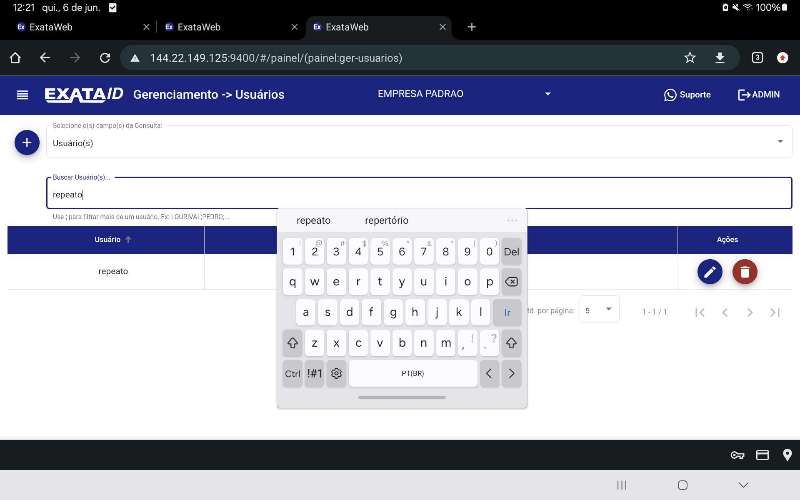 12:21 qui., 6 de jun. 100%
ExataWeb ExataWeb ExataWeb
144.22.149.125:9400/#/painel/(painel:ger-usuarios) 3
EXATA ID Gerenciamento -> Usuários EMPRESA PADRAO Suporte ADMIN
Selecione o(s) campo(s) da Consulta:
Usuário(s)
Buscar Usuário(s)...
repeato
Use ; para filtrar mais de um usuário. Ex: LOURIVAL;PEDRO;...
repeato repertório ...
Usuário Ações
repeato
1 2 3 4 5 6 7 8 9 0 Del
q w e r t y u i o p
a s d f g h j k l Ir
z x c v b n m , ! . ?
Ctrl !#1 PT(BR) < >
por página: 5 1 - 1 / 1